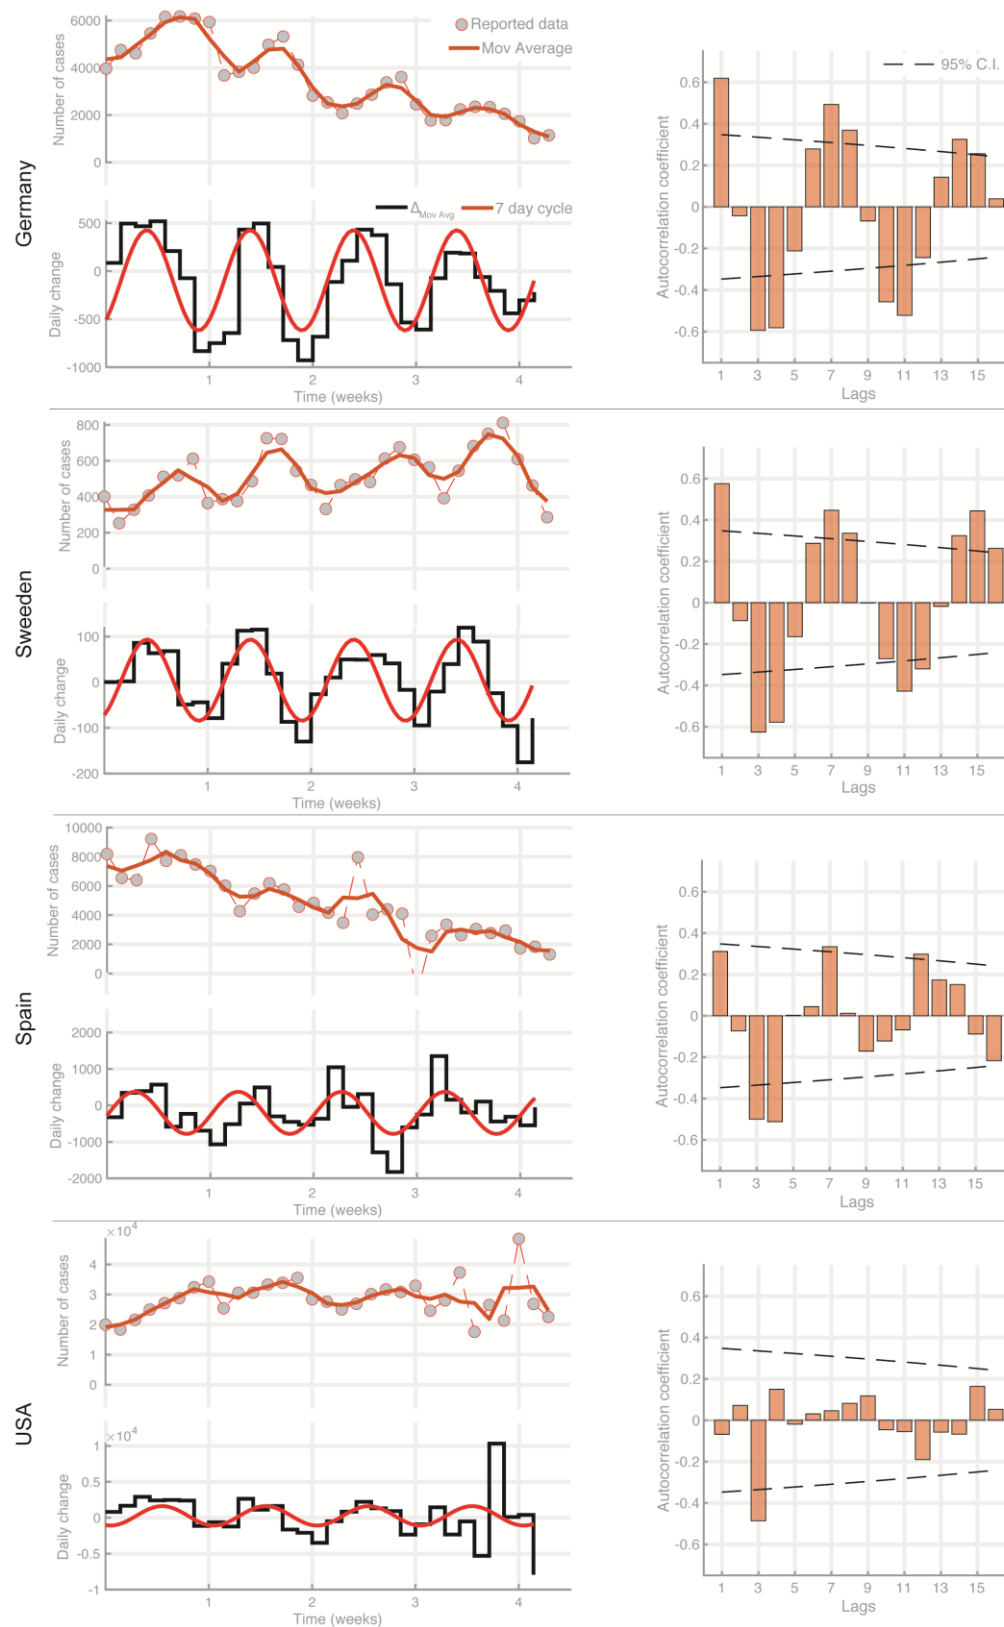 Germany
Number of cases
6000
4000
2000
0
Reported data
Mov Average
Daily change
500
0
-500
-1000
Δ Mov Avg
7 day cycle
1 2 3 4
Time (weeks)
Autocorrelation coefficient
0.6
0.4
0.2
0
-0.2
-0.4
-0.6
95% C.I.
1 3 5 7 9 11 13 15
Lags
Sweeden
Number of cases
800
600
400
200
0
Daily change
100
0
-100
-200
1 2 3 4
Time (weeks)
Autocorrelation coefficient
0.6
0.4
0.2
0
-0.2
-0.4
-0.6
1 3 5 7 9 11 13 15
Lags
Spain
Number of cases
10000
8000
6000
4000
2000
0
Daily change
2000
1000
0
-1000
-2000
1 2 3 4
Time (weeks)
Autocorrelation coefficient
0.6
0.4
0.2
0
-0.2
-0.4
-0.6
1 3 5 7 9 11 13 15
Lags
USA
×10⁴
Number of cases
4
3
2
1
0
×10⁴
Daily change
1
0.5
0
-0.5
-1
1 2 3 4
Time (weeks)
Autocorrelation coefficient
0.6
0.4
0.2
0
-0.2
-0.4
-0.6
1 3 5 7 9 11 13 15
Lags